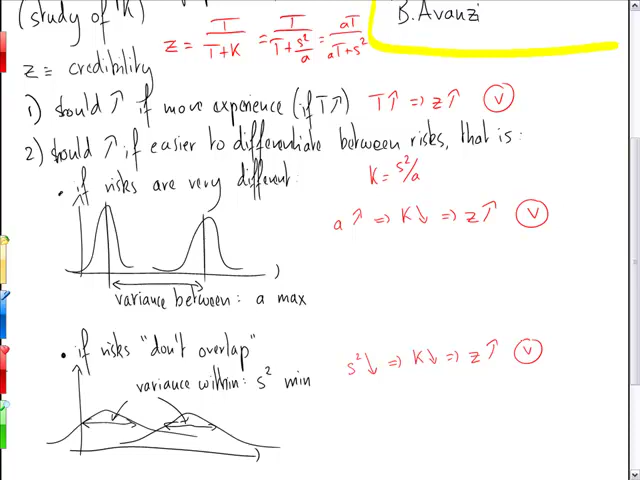 (study of "K)
z = T/(T+K) = T/(T+s²/a) = aT/(aT+s²)
B. Avanzi
z ≡ credibility
1) should ↑ if more experience (if T↑) T↑ ⇒ z↑ (V)
2) should ↑ if easier to differentiate between risks, that is:
• if risks are very different:
K = s²/a
a ↑ ⇒ K↓ ⇒ z↑ (V)
variance between: a max
• if risks "don't overlap"
s²↓ ⇒ K↓ ⇒ z↑ (V)
variance within: s² min